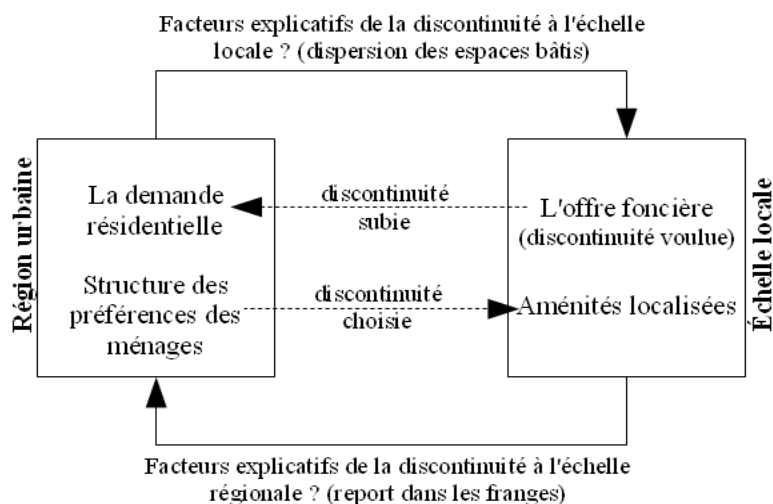 Facteurs explicatifs de la discontinuité à l'échelle
locale ? (dispersion des espaces bâtis)
Région urbaine
La demande
résidentielle
Structure des
préférences des
ménages
discontinuité
subie
discontinuité
choisie
L'offre foncière
(discontinuité voulue)
Aménités localisées
Échelle locale
Facteurs explicatifs de la discontinuité à l'échelle
régionale ? (report dans les franges)